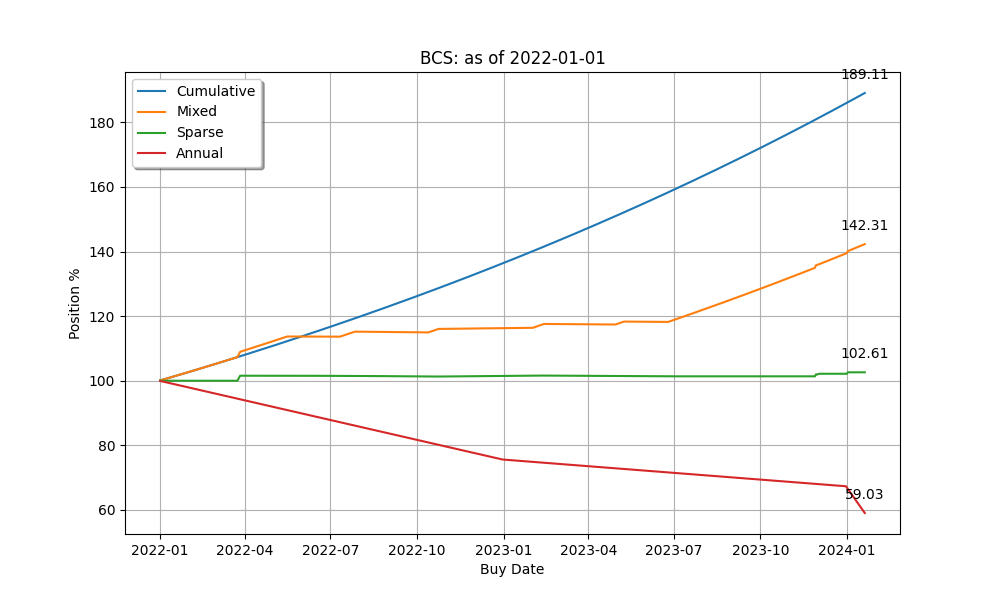 BCS: as of 2022-01-01
Cumulative
Mixed
Sparse
Annual
189.11
142.31
102.61
59.03
Position %
180
160
140
120
100
80
60
2022-01 2022-04 2022-07 2022-10 2023-01 2023-04 2023-07 2023-10 2024-01
Buy Date